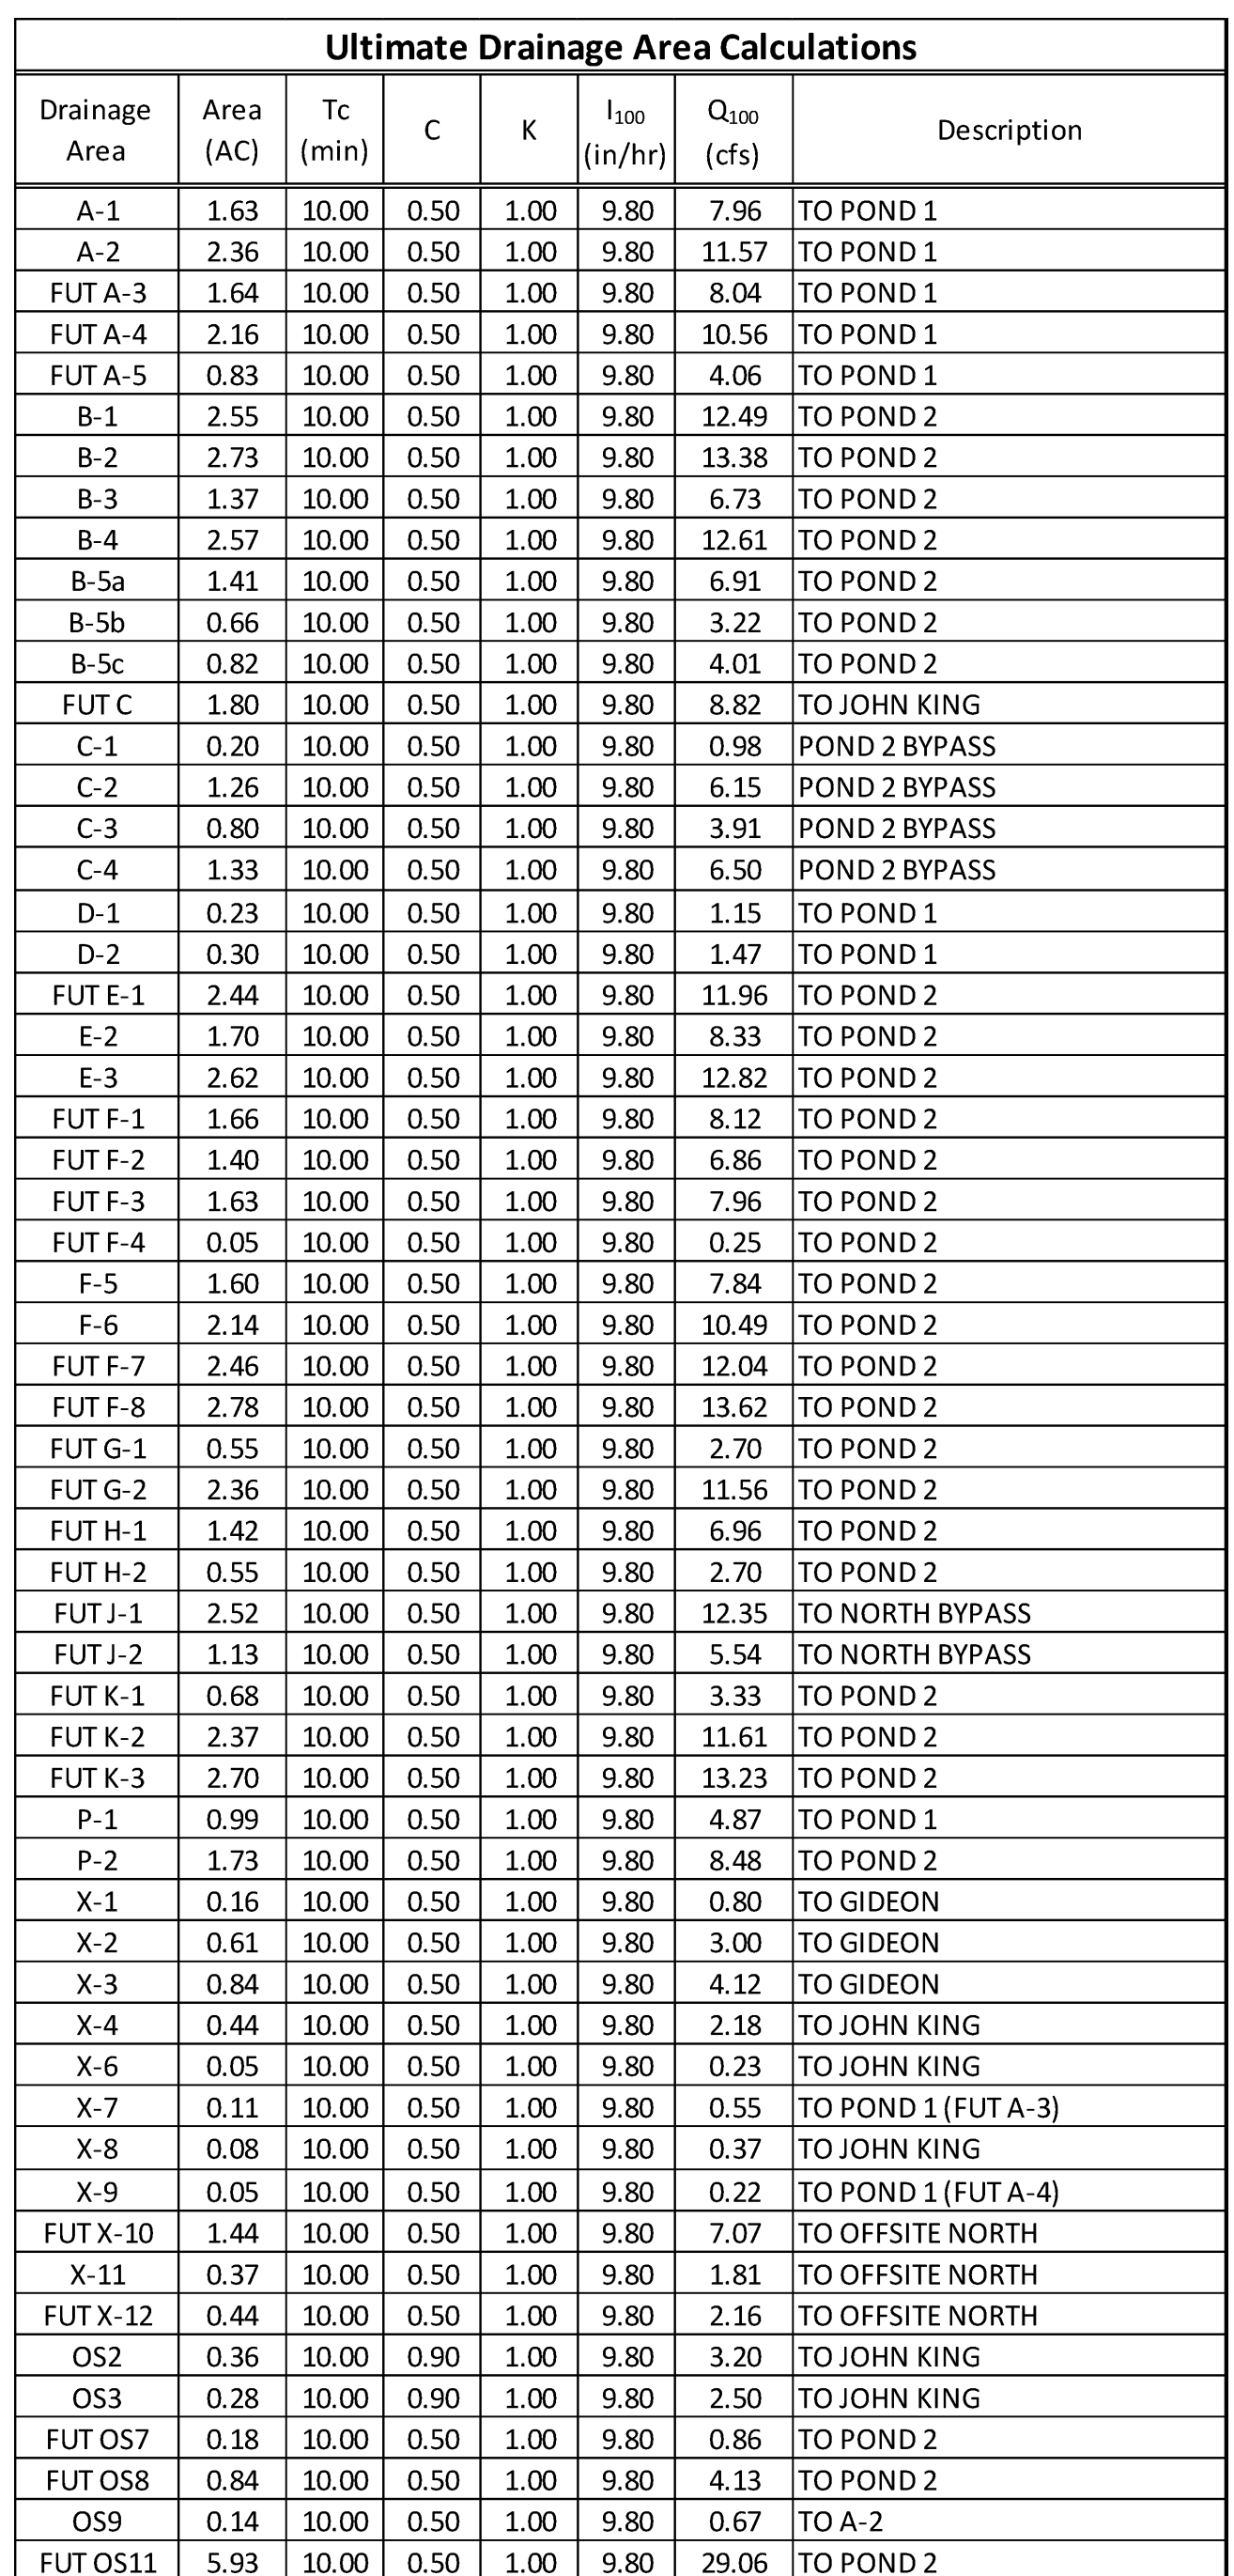 Ultimate Drainage Area Calculations
Drainage Area Area (AC) Tc (min) C K I100 (in/hr) Q100 (cfs) Description
A-1 1.63 10.00 0.50 1.00 9.80 7.96 TO POND 1
A-2 2.36 10.00 0.50 1.00 9.80 11.57 TO POND 1
FUT A-3 1.64 10.00 0.50 1.00 9.80 8.04 TO POND 1
FUT A-4 2.16 10.00 0.50 1.00 9.80 10.56 TO POND 1
FUT A-5 0.83 10.00 0.50 1.00 9.80 4.06 TO POND 1
B-1 2.55 10.00 0.50 1.00 9.80 12.49 TO POND 2
B-2 2.73 10.00 0.50 1.00 9.80 13.38 TO POND 2
B-3 1.37 10.00 0.50 1.00 9.80 6.73 TO POND 2
B-4 2.57 10.00 0.50 1.00 9.80 12.61 TO POND 2
B-5a 1.41 10.00 0.50 1.00 9.80 6.91 TO POND 2
B-5b 0.66 10.00 0.50 1.00 9.80 3.22 TO POND 2
B-5c 0.82 10.00 0.50 1.00 9.80 4.01 TO POND 2
FUT C 1.80 10.00 0.50 1.00 9.80 8.82 TO JOHN KING
C-1 0.20 10.00 0.50 1.00 9.80 0.98 POND 2 BYPASS
C-2 1.26 10.00 0.50 1.00 9.80 6.15 POND 2 BYPASS
C-3 0.80 10.00 0.50 1.00 9.80 3.91 POND 2 BYPASS
C-4 1.33 10.00 0.50 1.00 9.80 6.50 POND 2 BYPASS
D-1 0.23 10.00 0.50 1.00 9.80 1.15 TO POND 1
D-2 0.30 10.00 0.50 1.00 9.80 1.47 TO POND 1
FUT E-1 2.44 10.00 0.50 1.00 9.80 11.96 TO POND 2
E-2 1.70 10.00 0.50 1.00 9.80 8.33 TO POND 2
E-3 2.62 10.00 0.50 1.00 9.80 12.82 TO POND 2
FUT F-1 1.66 10.00 0.50 1.00 9.80 8.12 TO POND 2
FUT F-2 1.40 10.00 0.50 1.00 9.80 6.86 TO POND 2
FUT F-3 1.63 10.00 0.50 1.00 9.80 7.96 TO POND 2
FUT F-4 0.05 10.00 0.50 1.00 9.80 0.25 TO POND 2
F-5 1.60 10.00 0.50 1.00 9.80 7.84 TO POND 2
F-6 2.14 10.00 0.50 1.00 9.80 10.49 TO POND 2
FUT F-7 2.46 10.00 0.50 1.00 9.80 12.04 TO POND 2
FUT F-8 2.78 10.00 0.50 1.00 9.80 13.62 TO POND 2
FUT G-1 0.55 10.00 0.50 1.00 9.80 2.70 TO POND 2
FUT G-2 2.36 10.00 0.50 1.00 9.80 11.56 TO POND 2
FUT H-1 1.42 10.00 0.50 1.00 9.80 6.96 TO POND 2
FUT H-2 0.55 10.00 0.50 1.00 9.80 2.70 TO POND 2
FUT J-1 2.52 10.00 0.50 1.00 9.80 12.35 TO NORTH BYPASS
FUT J-2 1.13 10.00 0.50 1.00 9.80 5.54 TO NORTH BYPASS
FUT K-1 0.68 10.00 0.50 1.00 9.80 3.33 TO POND 2
FUT K-2 2.37 10.00 0.50 1.00 9.80 11.61 TO POND 2
FUT K-3 2.70 10.00 0.50 1.00 9.80 13.23 TO POND 2
P-1 0.99 10.00 0.50 1.00 9.80 4.87 TO POND 1
P-2 1.73 10.00 0.50 1.00 9.80 8.48 TO POND 2
X-1 0.16 10.00 0.50 1.00 9.80 0.80 TO GIDEON
X-2 0.61 10.00 0.50 1.00 9.80 3.00 TO GIDEON
X-3 0.84 10.00 0.50 1.00 9.80 4.12 TO GIDEON
X-4 0.44 10.00 0.50 1.00 9.80 2.18 TO JOHN KING
X-6 0.05 10.00 0.50 1.00 9.80 0.23 TO JOHN KING
X-7 0.11 10.00 0.50 1.00 9.80 0.55 TO POND 1 (FUT A-3)
X-8 0.08 10.00 0.50 1.00 9.80 0.37 TO JOHN KING
X-9 0.05 10.00 0.50 1.00 9.80 0.22 TO POND 1 (FUT A-4)
FUT X-10 1.44 10.00 0.50 1.00 9.80 7.07 TO OFFSITE NORTH
X-11 0.37 10.00 0.50 1.00 9.80 1.81 TO OFFSITE NORTH
FUT X-12 0.44 10.00 0.50 1.00 9.80 2.16 TO OFFSITE NORTH
OS2 0.36 10.00 0.90 1.00 9.80 3.20 TO JOHN KING
OS3 0.28 10.00 0.90 1.00 9.80 2.50 TO JOHN KING
FUT OS7 0.18 10.00 0.50 1.00 9.80 0.86 TO POND 2
FUT OS8 0.84 10.00 0.50 1.00 9.80 4.13 TO POND 2
OS9 0.14 10.00 0.50 1.00 9.80 0.67 TO A-2
FUT OS11 5.93 10.00 0.50 1.00 9.80 29.06 TO POND 2